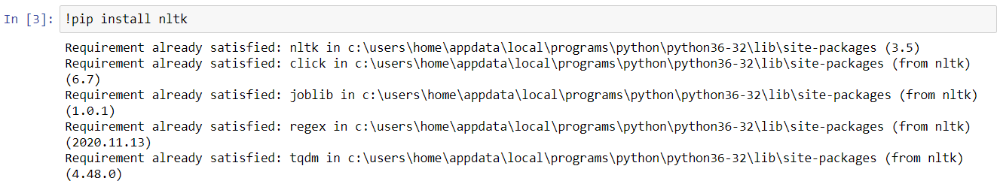 In [3]: !pip install nltk
Requirement already satisfied: nltk in c:\users\home\appdata\local\programs\python\python36-32\lib\site-packages (3.5)
Requirement already satisfied: click in c:\users\home\appdata\local\programs\python\python36-32\lib\site-packages (from nltk)
(6.7)
Requirement already satisfied: joblib in c:\users\home\appdata\local\programs\python\python36-32\lib\site-packages (from nltk)
(1.0.1)
Requirement already satisfied: regex in c:\users\home\appdata\local\programs\python\python36-32\lib\site-packages (from nltk)
(2020.11.13)
Requirement already satisfied: tqdm in c:\users\home\appdata\local\programs\python\python36-32\lib\site-packages (from nltk)
(4.48.0)